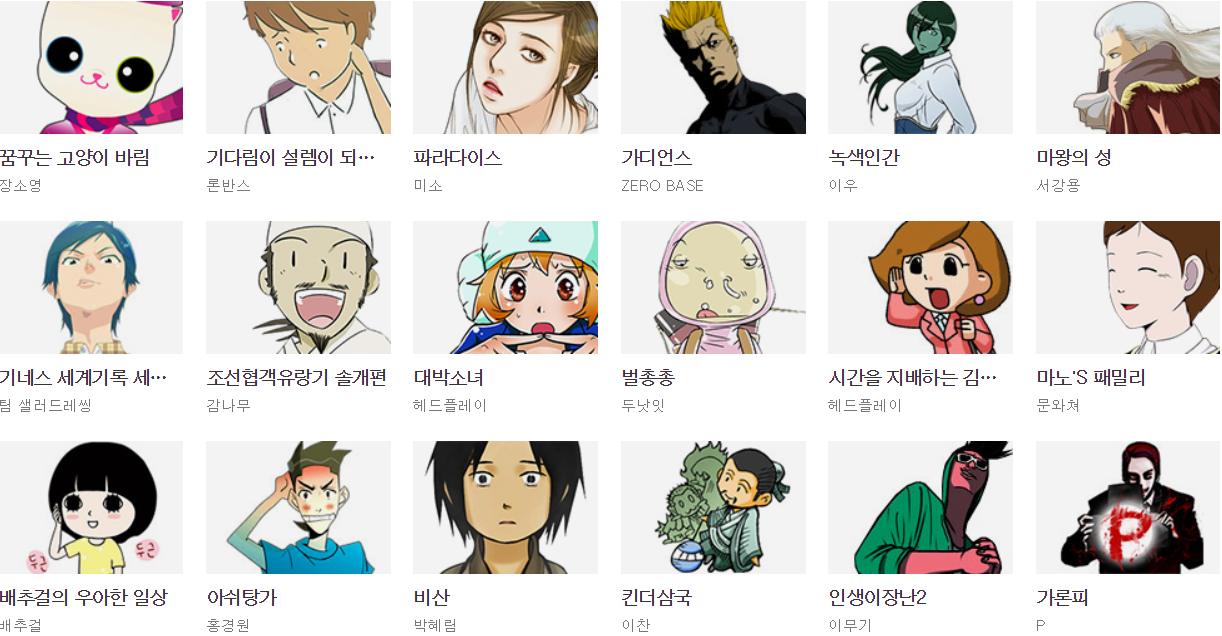 꿈꾸는 고양이 바림
장소영
기다림이 설렘이 되…
론반스
파라다이스
미소
가디언스
ZERO BASE
녹색인간
이우
마왕의 성
서강용
기네스 세계기록 세…
텀 샐러드레씽
조선협객유랑기 솔개편
감나무
대박소녀
헤드플레이
벌총총
두낫잇
시간을 지배하는 김…
헤드플레이
마노'S 패밀리
문와쳐
두근
두근
P
배추걸의 우아한 일상
배추걸
아쉬탕가
홍경원
비산
박혜림
킨더삼국
이찬
인생이장난2
이무기
가론피
P